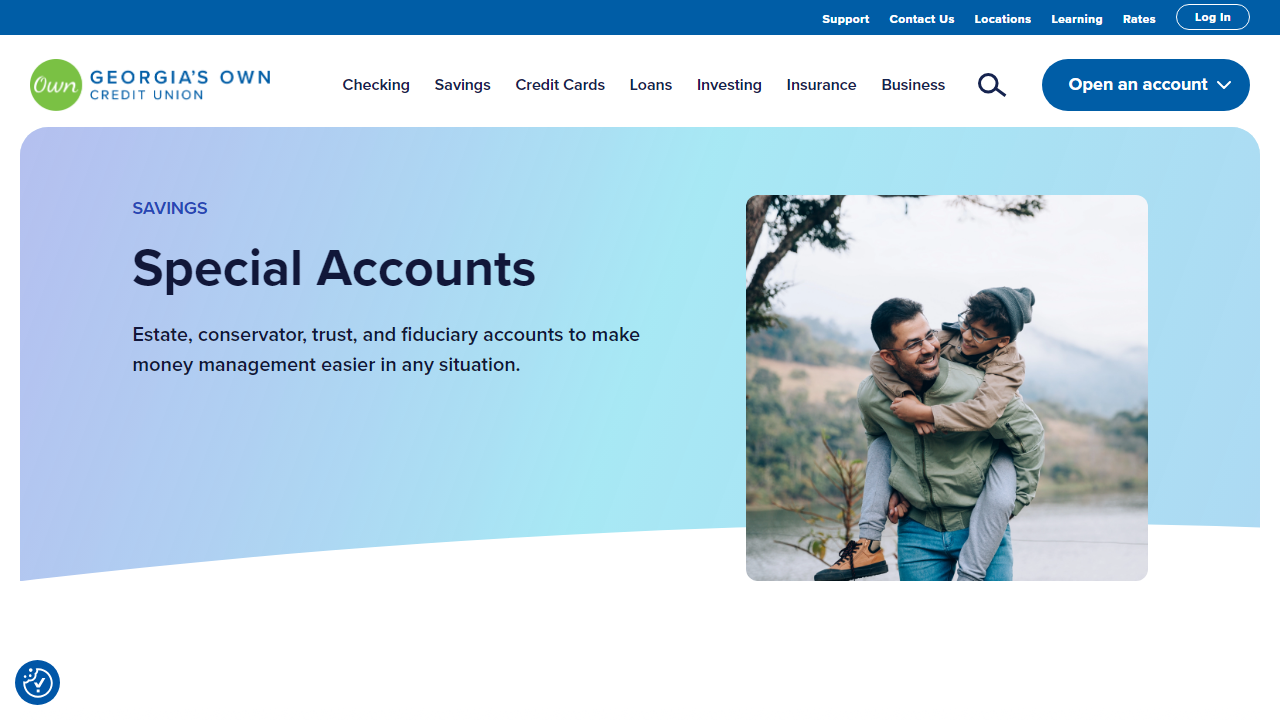 Support Contact Us Locations Learning Rates Log In
Own GEORGIA'S OWN
CREDIT UNION
Checking Savings Credit Cards Loans Investing Insurance Business
Open an account
SAVINGS
Special Accounts
Estate, conservator, trust, and fiduciary accounts to make
money management easier in any situation.